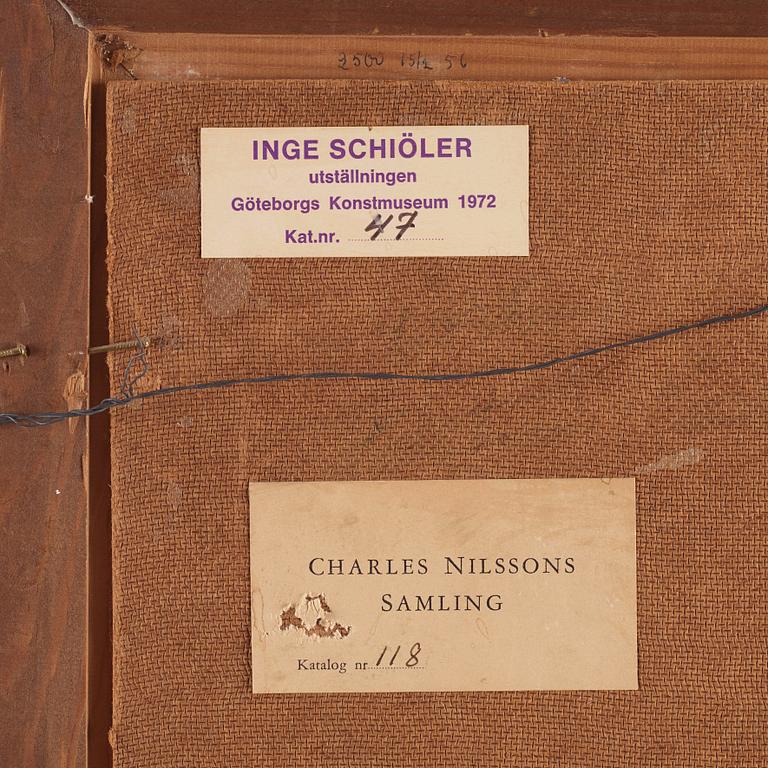 2500 15/2 56
INGE SCHIÖLER
utställningen
Göteborgs Konstmuseum 1972
Kat.nr. 47
CHARLES NILSSONS
SAMLING
Katalog nr 118